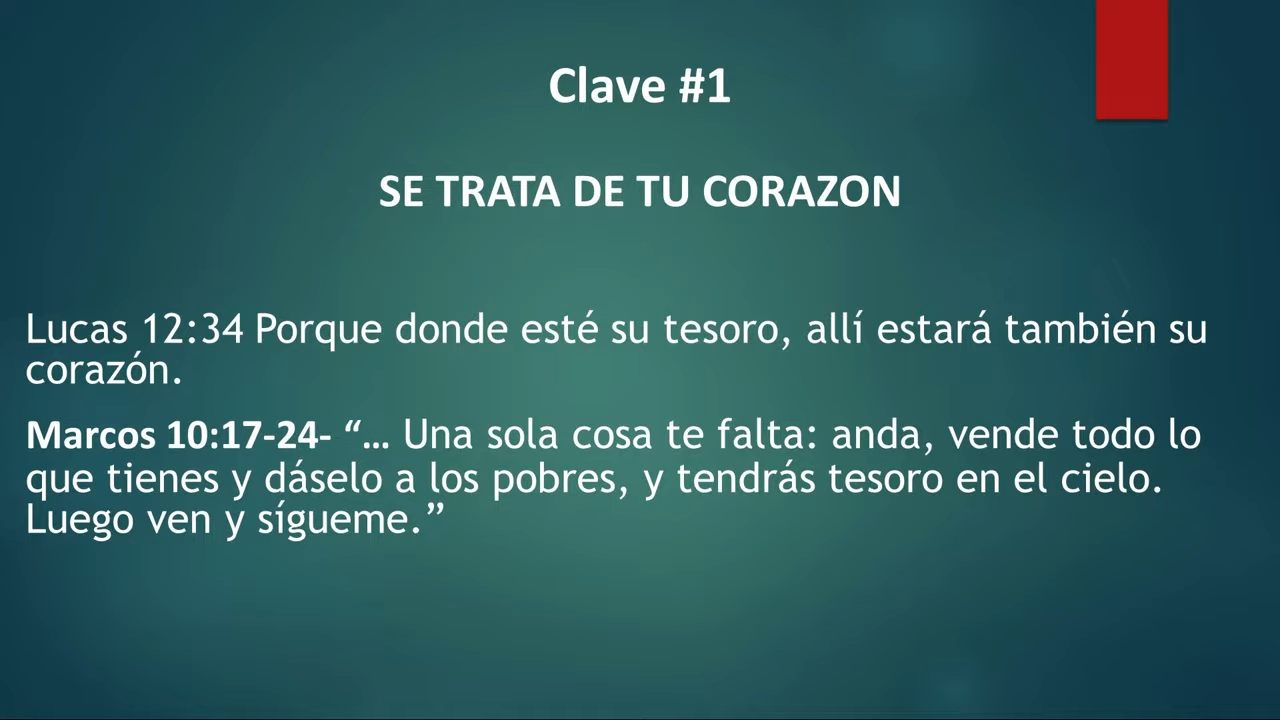 Clave #1
SE TRATA DE TU CORAZON
Lucas 12:34 Porque donde esté su tesoro, allí estará también su
corazón.
Marcos 10:17-24- “… Una sola cosa te falta: anda, vende todo lo
que tienes y dáselo a los pobres, y tendrás tesoro en el cielo.
Luego ven y sígueme.”